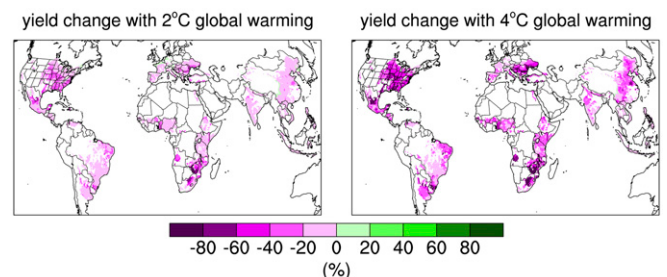 yield change with 2°C global warming
yield change with 4°C global warming
-80 -60 -40 -20 0 20 40 60 80
(%)